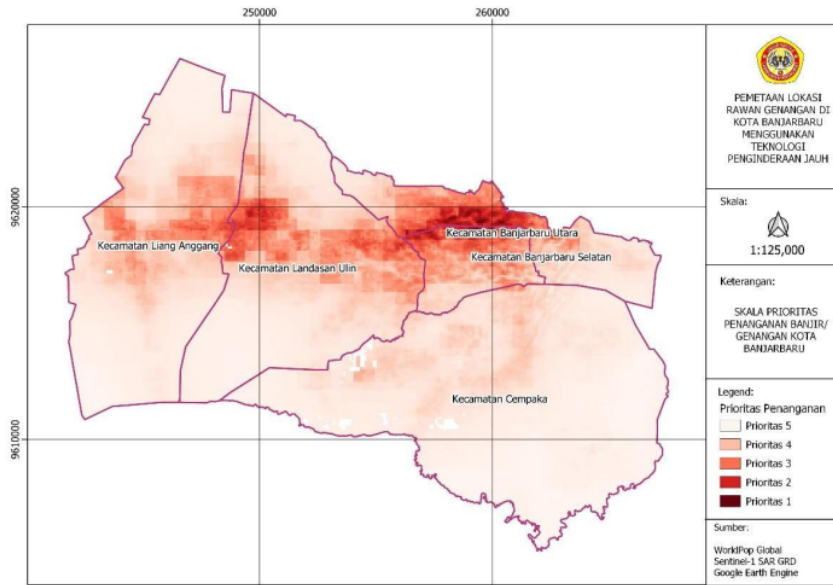 250000
260000
9620000
9610000
Kecamatan Liang Anggang
Kecamatan Landasan Ulin
Kecamatan Banjarbaru Utara
Kecamatan Banjarbaru Selatan
Kecamatan Cempaka
PEMETAAN LOKASI
RAWAN GENANGAN DI
KOTA BANJARBARU
MENGGUNAKAN
TEKNOLOGI
PENGINDERAAN JAUH
Skala:
1:125,000
Keterangan:
SKALA PRIORITAS
PENANGANAN BANJIR/
GENANGAN KOTA
BANJARBARU
Legend:
Prioritas Penanganan
Prioritas 5
Prioritas 4
Prioritas 3
Prioritas 2
Prioritas 1
Sumber:
WorldPop Global
Sentinel-1 SAR GRD
Google Earth Engine